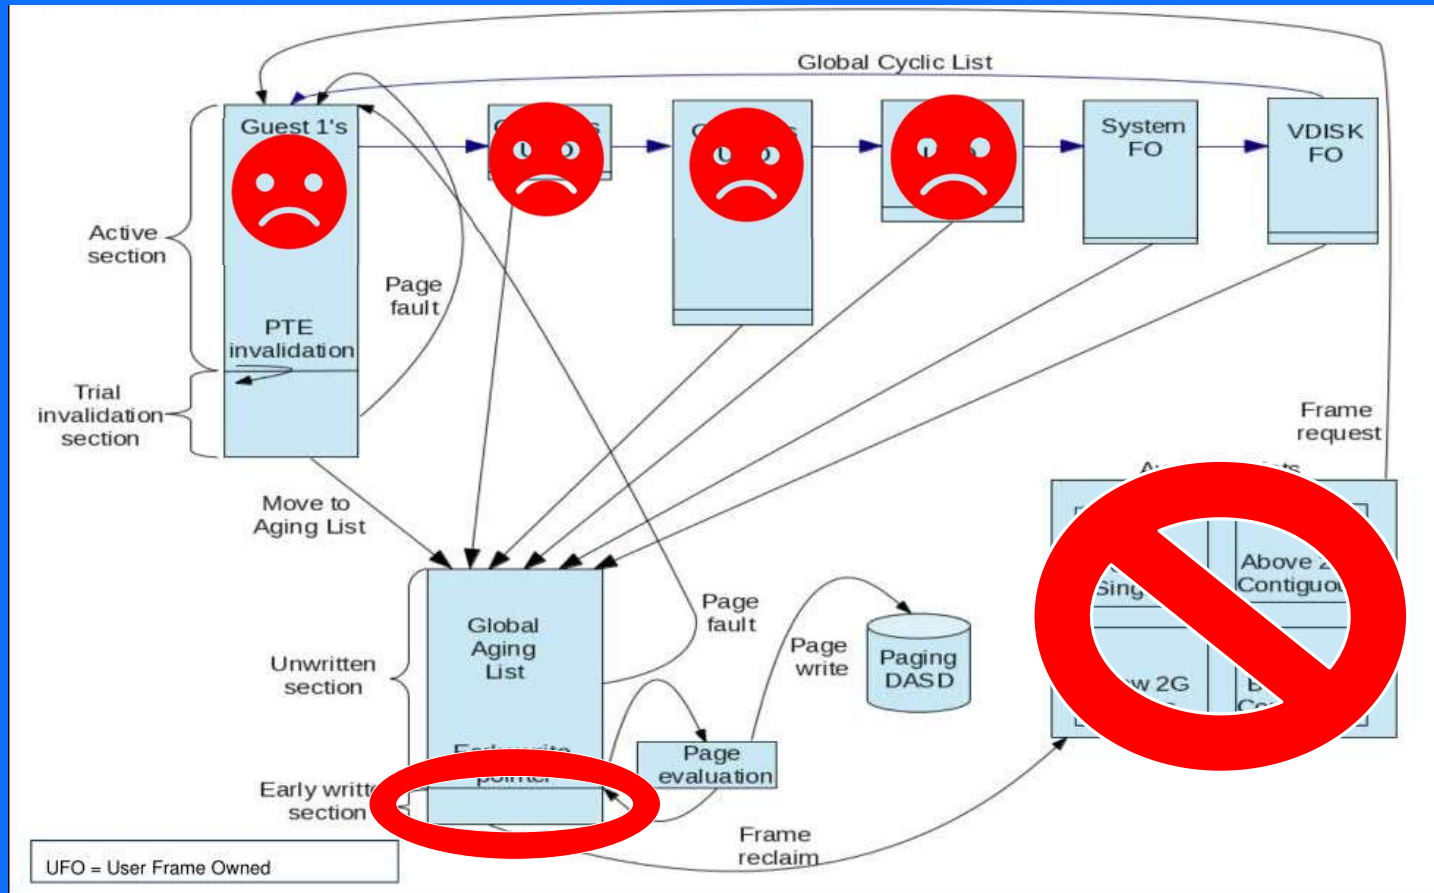 Global Cyclic List
Guest 1's
System
FO
VDISK
FO
Active
section
Page
fault
PTE
invalidation
Trial
invalidation
section
Frame
request
Move to
Aging List
Above
Contiguou
Global
Aging
List
Page
fault
Unwritten
section
Page
write
Paging
DASD
2G
Page
evaluation
Early
section
Frame
reclaim
UFO = User Frame Owned